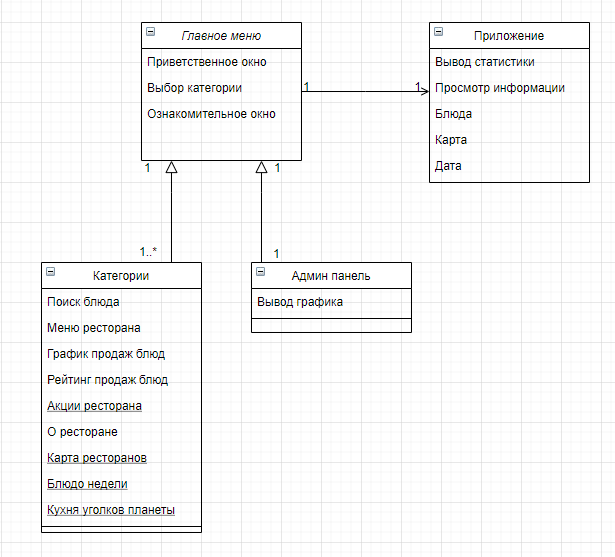 Главное меню
Приветственное окно
Выбор категории
Ознакомительное окно
1
1
Приложение
Вывод статистики
Просмотр информации
Блюда
Карта
Дата
1
1
1..*
1
Категории
Поиск блюда
Меню ресторана
График продаж блюд
Рейтинг продаж блюд
Акции ресторана
О ресторане
Карта ресторанов
Блюдо недели
Кухня уголков планеты
Админ панель
Вывод графика